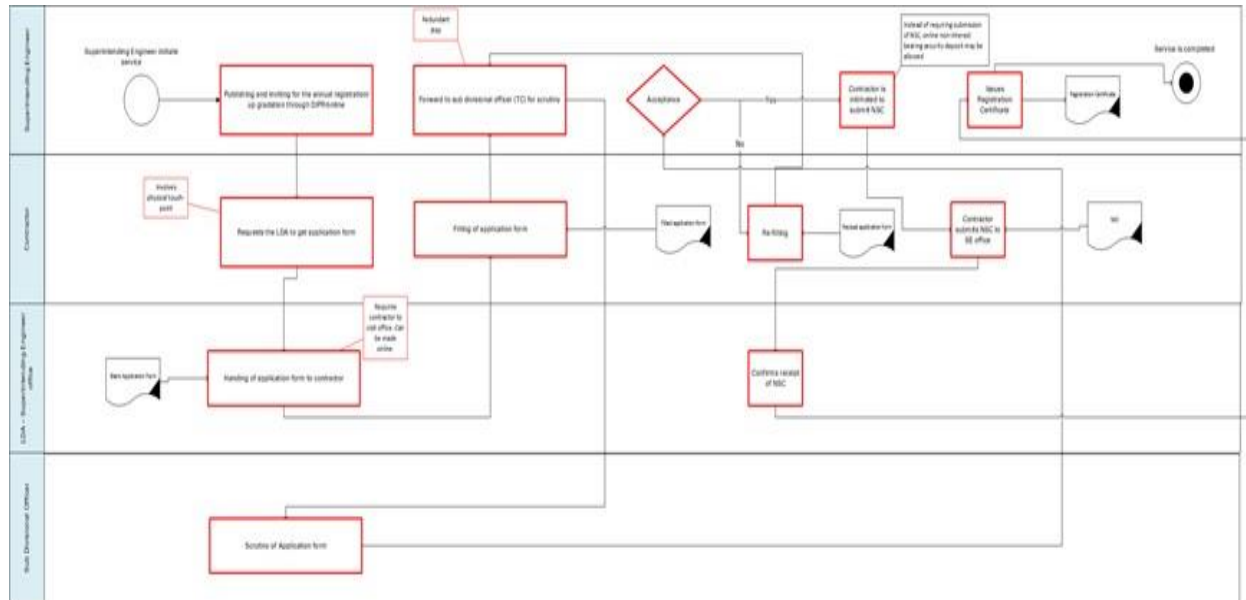 Superintending Engineer
Superintending Engineer initiate
service
Publishing and inviting for the annual registration/
up gradation through DIPR/online
Redundant
step
Forward to sub divisional officer (TC) for scrutiny
Acceptance
Yes
No
Contractor is
intimated to
submit NSC
Instead of requiring submission
of NSC, online non-interest
bearing security deposit may be
allowed
Issues
Registration
Certificate
Registration Certificate
Service is completed
Contractor
Involves
physical touch-
point
Requests the LDA to get application form
Filling of application form
Filled application form
Re-filling
Revised application form
Contractor
submits NSC to
SE office
LDA – Superintending Engineer
office
Blank Application Form
Handing of application form to contractor
Requires
contractor to
visit office. Can
be made
online
Confirms receipt
of NSC
Sub Divisional Officer
Scrutiny of Application form